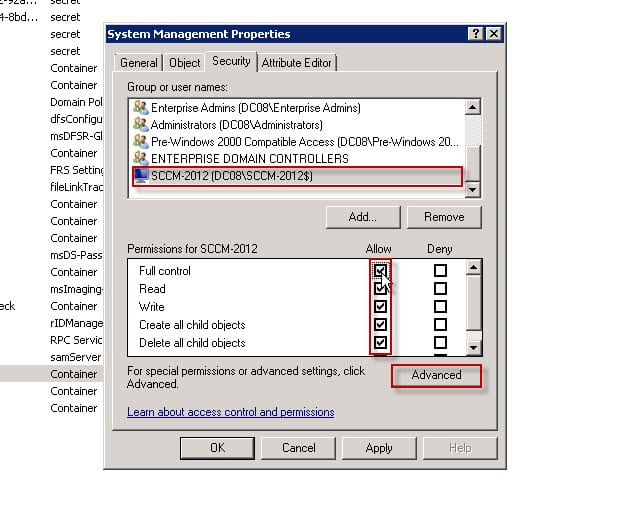 -92a...
secret
4-8bd...
secret
secret
secret
Container
Container
Domain Pol
dfsConfigu
msDFSR-Gl
Container
FRS Setting
fileLinkTrac
Container
Container
Container
msDS-Pass
Container
msImaging-
eck
Container
rIDManage
RPC Servic
samServer
Container
Container
Container
System Management Properties
General
Object
Security
Attribute Editor
Group or user names:
Enterprise Admins (DC08\Enterprise Admins)
Administrators (DC08\Administrators)
Pre-Windows 2000 Compatible Access (DC08\Pre-Windows 20...
ENTERPRISE DOMAIN CONTROLLERS
SCCM-2012 (DC08\SCCM-2012$)
Add...
Remove
Permissions for SCCM-2012
Allow
Deny
Full control
Read
Write
Create all child objects
Delete all child objects
For special permissions or advanced settings, click
Advanced.
Advanced
Learn about access control and permissions
OK
Cancel
Apply
Help